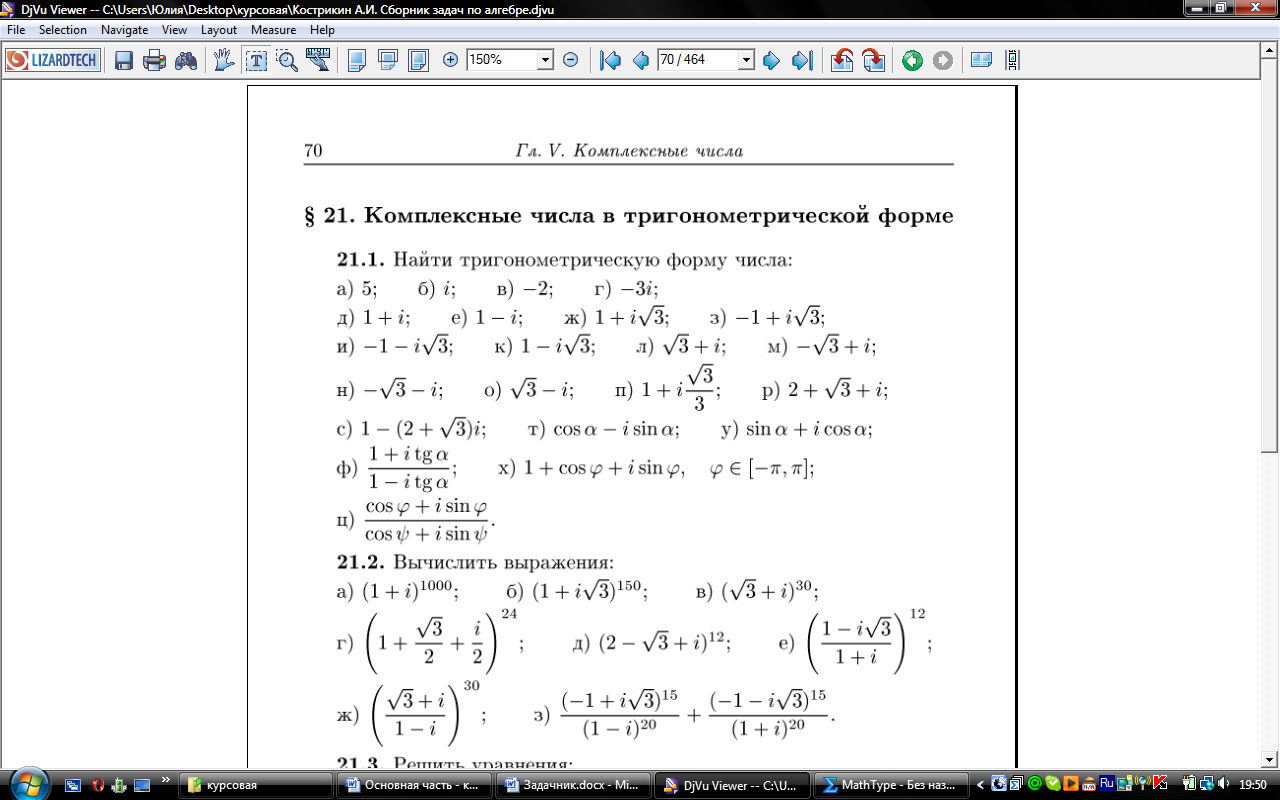 DjVu Viewer -- C:\Users\Юлия\Desktop\курсовая\Кострикин А.И. Сборник задач по алгебре.djvu
File Selection Navigate View Layout Measure Help
LIZARDTECH 150% 70 / 464
70 Гл. V. Комплексные числа
§ 21. Комплексные числа в тригонометрической форме
21.1. Найти тригонометрическую форму числа:
а) 5; б) i; в) −2; г) −3i;
д) 1 + i; е) 1 − i; ж) 1 + i√3; з) −1 + i√3;
и) −1 − i√3; к) 1 − i√3; л) √3 + i; м) −√3 + i;
н) −√3 − i; о) √3 − i; п) 1 + i √3/3; р) 2 + √3 + i;
с) 1 − (2 + √3)i; т) cos α − i sin α; у) sin α + i cos α;
ф) (1 + i tg α)/(1 − i tg α); х) 1 + cos φ + i sin φ, φ ∈ [−π, π];
ц) (cos φ + i sin φ)/(cos ψ + i sin ψ).
21.2. Вычислить выражения:
а) (1 + i)^1000; б) (1 + i√3)^150; в) (√3 + i)^30;
г) (1 + √3/2 + i/2)^24; д) (2 − √3 + i)^12; е) ((1 − i√3)/(1 + i))^12;
ж) ((√3 + i)/(1 − i))^30; з) (−1 + i√3)^15/(1 − i)^20 + (−1 − i√3)^15/(1 + i)^20.
21.3. Решить уравнения:
курсовая Основная часть - к... Задачник.docx - Mi... DjVu Viewer -- C:\U... MathType - Без наз... Ru 19:50